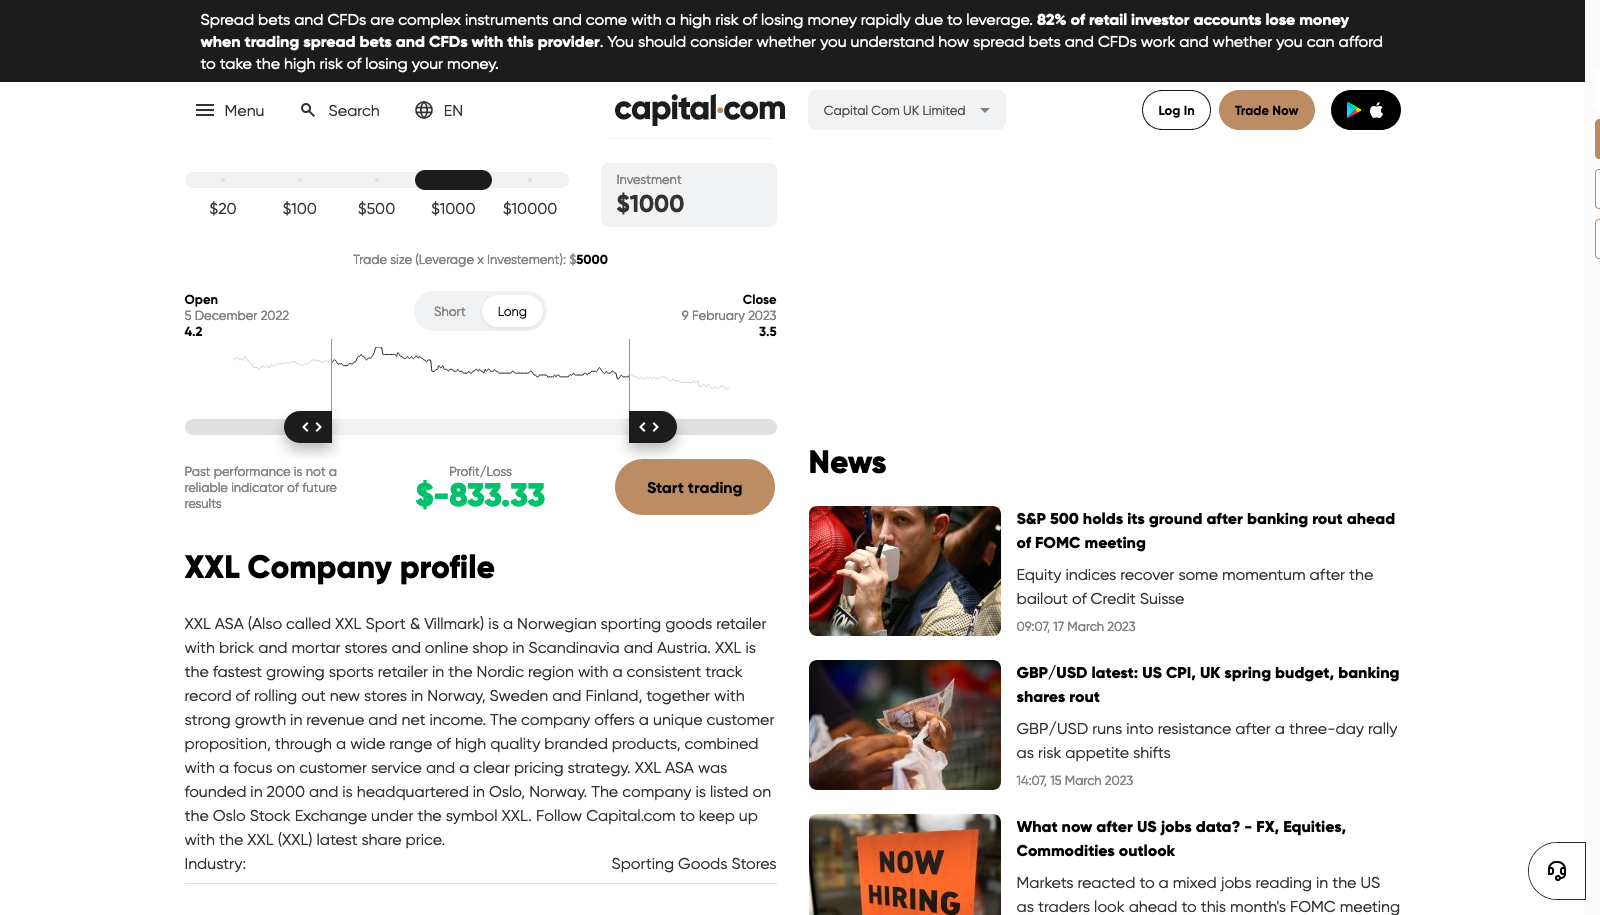 Spread bets and CFDs are complex instruments and come with a high risk of losing money rapidly due to leverage. 82% of retail investor accounts lose money
when trading spread bets and CFDs with this provider. You should consider whether you understand how spread bets and CFDs work and whether you can afford
to take the high risk of losing your money.
Menu
Search
EN
capital.com
Capital Com UK Limited
Log In
Trade Now
$20
$100
$500
$1000
$10000
Investment
$1000
Trade size (Leverage x Investement): $5000
Open
5 December 2022
4.2
Short
Long
Close
9 February 2023
3.5
Past performance is not a
reliable indicator of future
results
Profit/Loss
$-833.33
Start trading
XXL Company profile
XXL ASA (Also called XXL Sport & Villmark) is a Norwegian sporting goods retailer
with brick and mortar stores and online shop in Scandinavia and Austria. XXL is
the fastest growing sports retailer in the Nordic region with a consistent track
record of rolling out new stores in Norway, Sweden and Finland, together with
strong growth in revenue and net income. The company offers a unique customer
proposition, through a wide range of high quality branded products, combined
with a focus on customer service and a clear pricing strategy. XXL ASA was
founded in 2000 and is headquartered in Oslo, Norway. The company is listed on
the Oslo Stock Exchange under the symbol XXL. Follow Capital.com to keep up
with the XXL (XXL) latest share price.
Industry:
Sporting Goods Stores
News
S&P 500 holds its ground after banking rout ahead
of FOMC meeting
Equity indices recover some momentum after the
bailout of Credit Suisse
09:07, 17 March 2023
GBP/USD latest: US CPI, UK spring budget, banking
shares rout
GBP/USD runs into resistance after a three-day rally
as risk appetite shifts
14:07, 15 March 2023
NOW
HIRING
What now after US jobs data? - FX, Equities,
Commodities outlook
Markets reacted to a mixed jobs reading in the US
as traders look ahead to this month's FOMC meeting